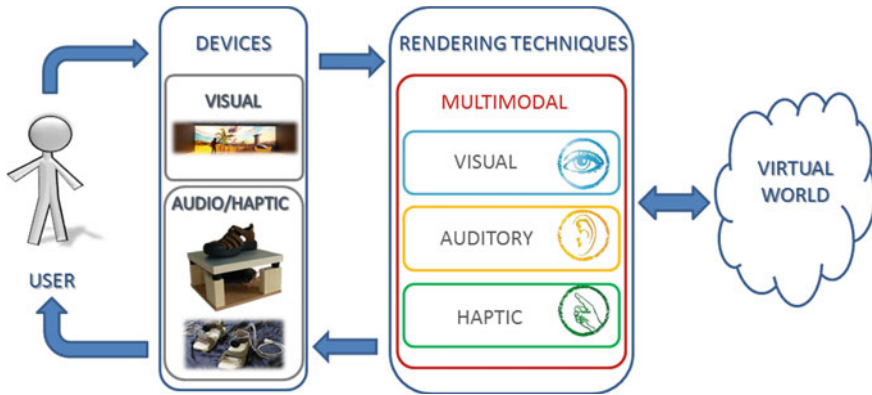 DEVICES
VISUAL
AUDIO/HAPTIC
USER
RENDERING TECHNIQUES
MULTIMODAL
VISUAL
AUDITORY
HAPTIC
VIRTUAL
WORLD